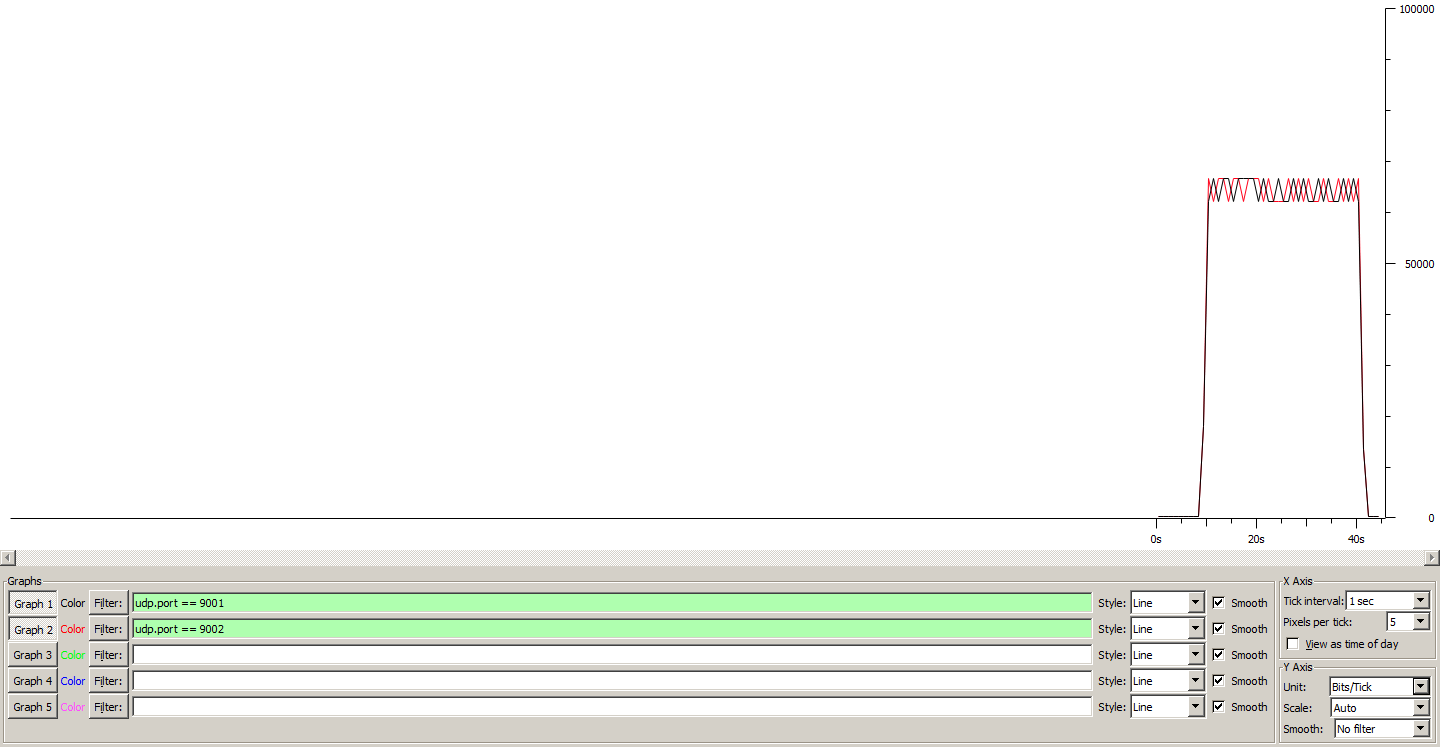 100000
50000
0
0s 20s 40s
Graphs
Graph 1 Color Filter: udp.port == 9001 Style: Line Smooth
Graph 2 Color Filter: udp.port == 9002 Style: Line Smooth
Graph 3 Color Filter: Style: Line Smooth
Graph 4 Color Filter: Style: Line Smooth
Graph 5 Color Filter: Style: Line Smooth
X Axis
Tick interval: 1 sec
Pixels per tick: 5
View as time of day
Y Axis
Unit: Bits/Tick
Scale: Auto
Smooth: No filter